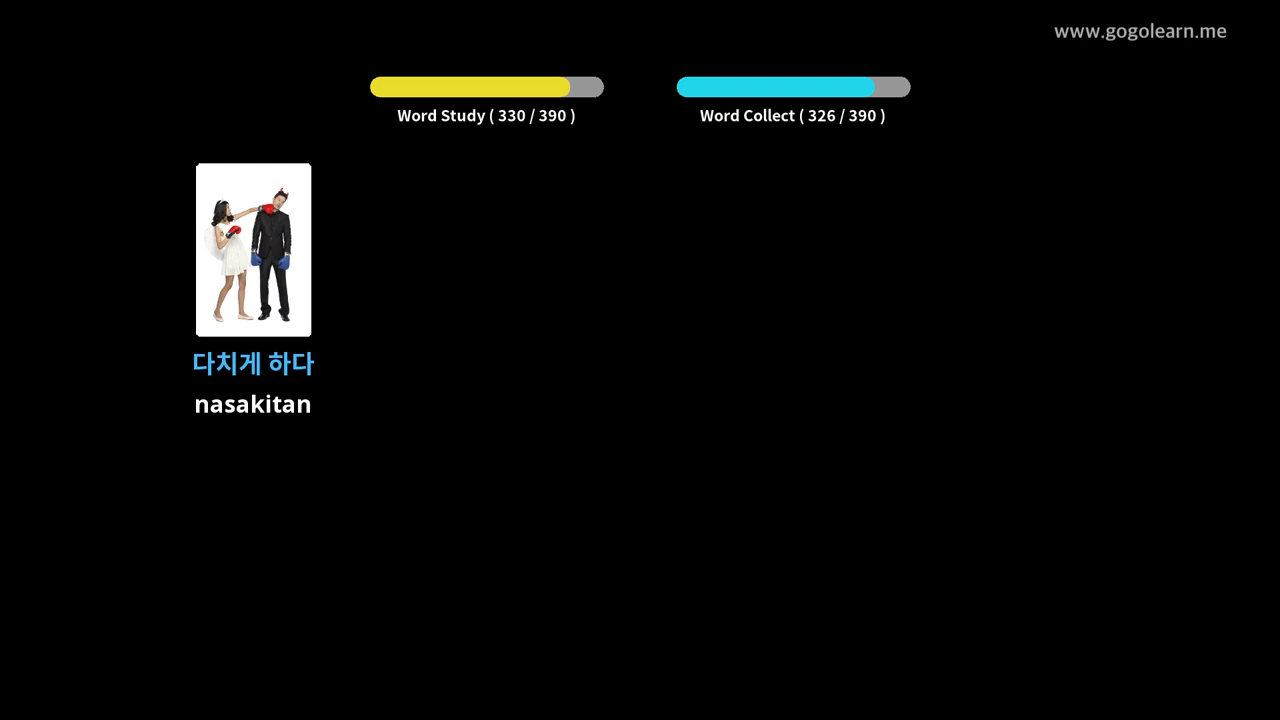 www.gogolearn.me
Word Study ( 330 / 390 )
Word Collect ( 326 / 390 )
다치게 하다
nasakitan